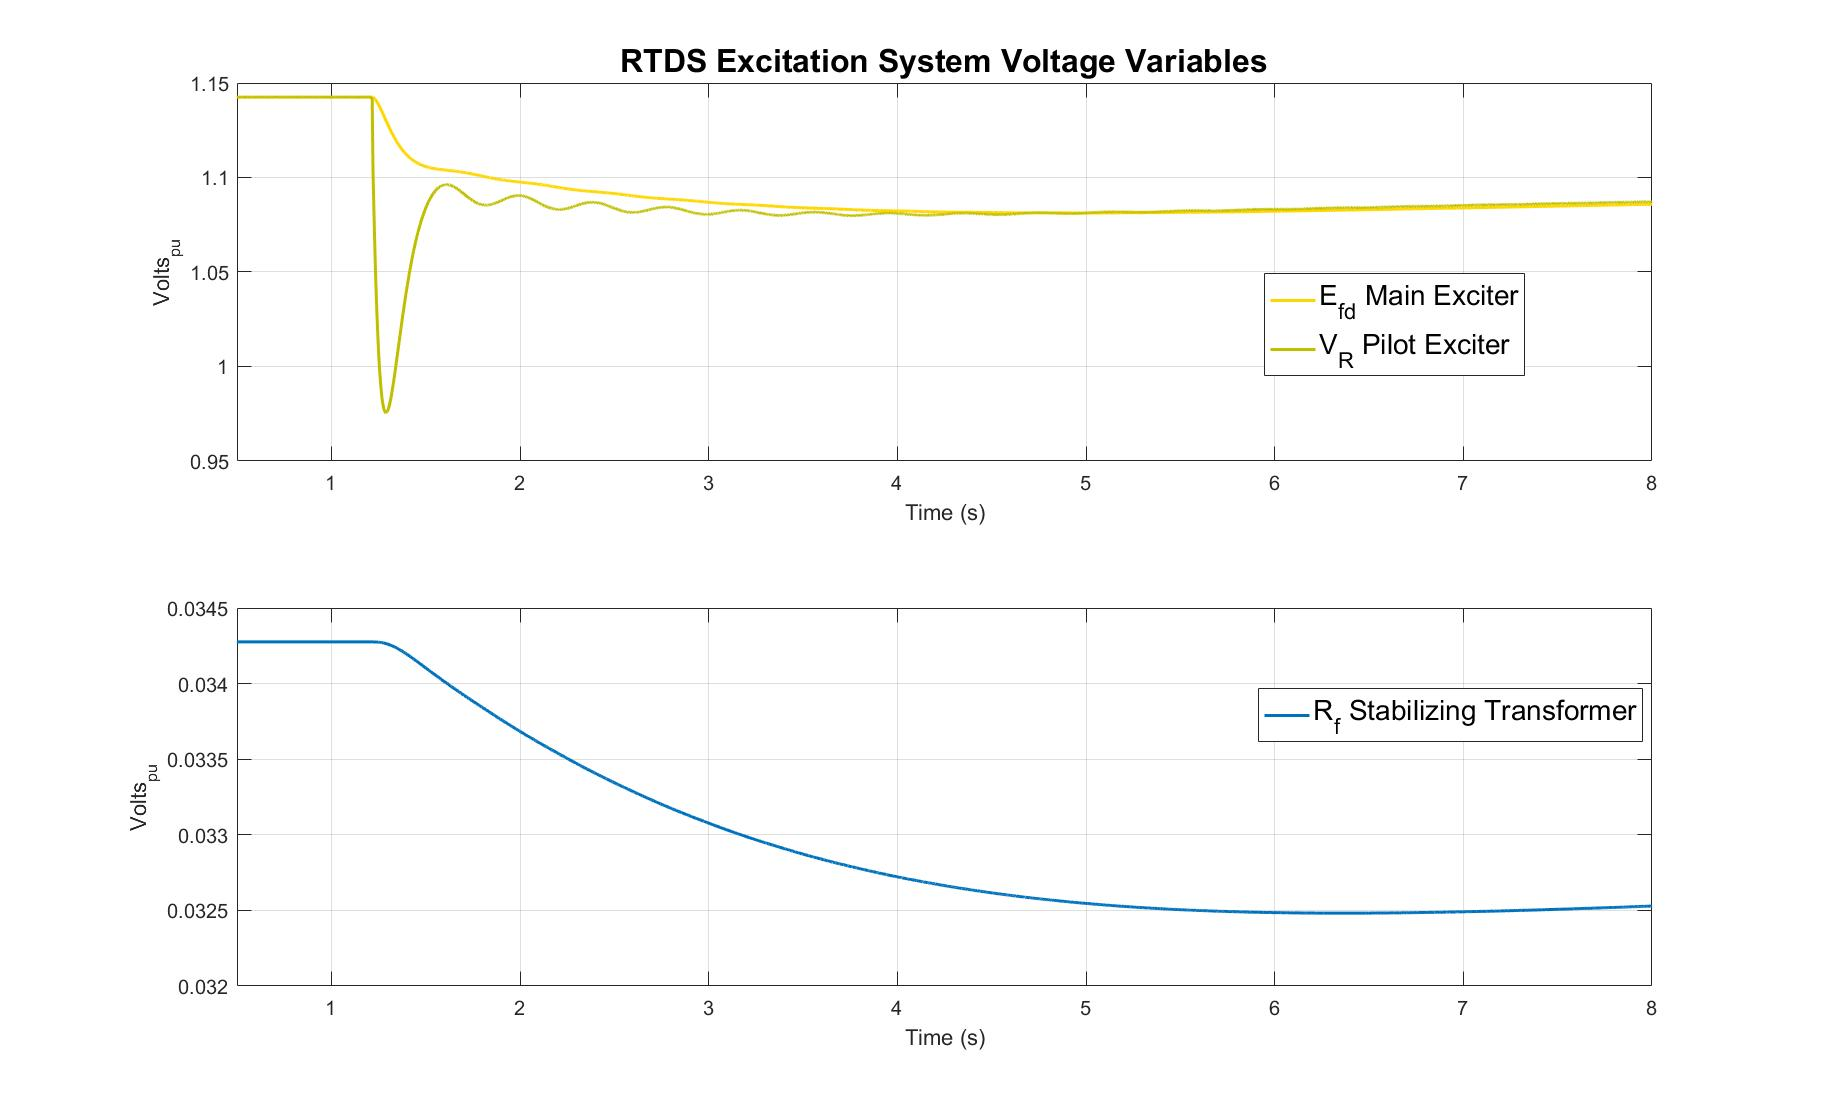 RTDS Excitation System Voltage Variables
1.15
1.1
1.05
1
0.95
Volts_pu
1 2 3 4 5 6 7 8
Time (s)
E_fd Main Exciter
V_R Pilot Exciter
0.0345
0.034
0.0335
0.033
0.0325
0.032
Volts_pu
1 2 3 4 5 6 7 8
Time (s)
R_f Stabilizing Transformer